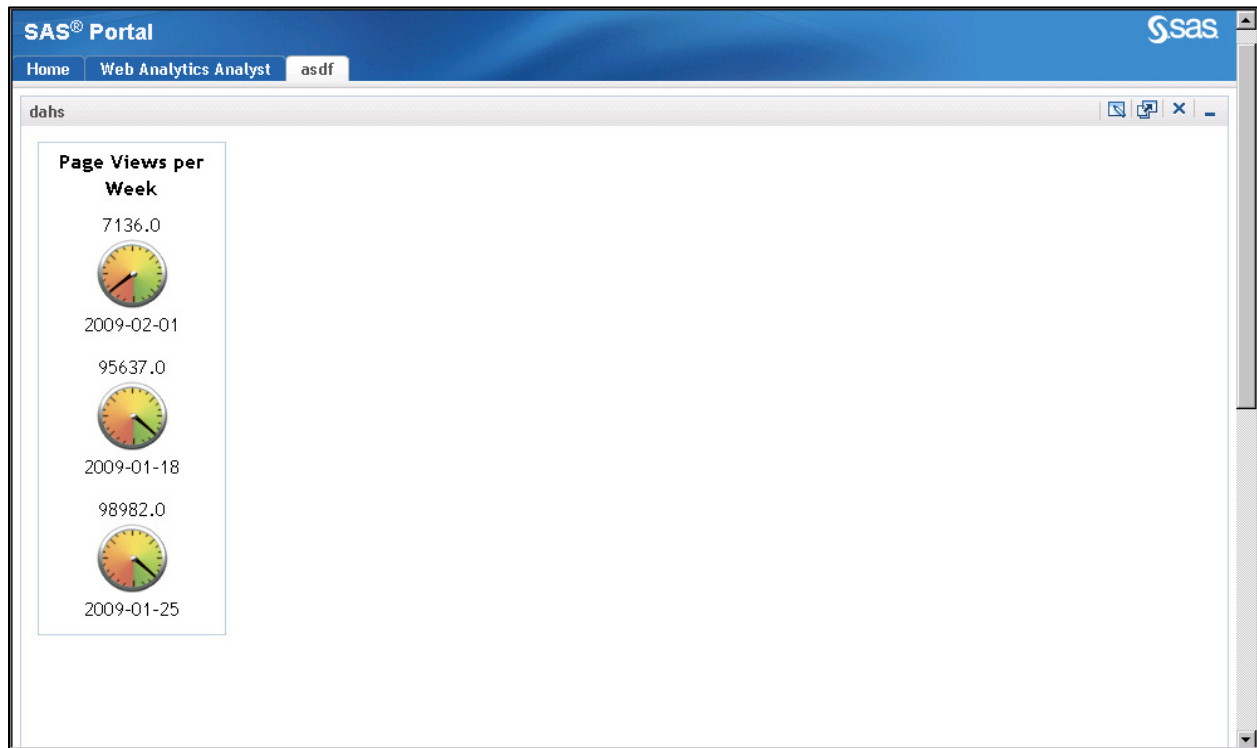 SAS® Portal
sas
Home
Web Analytics Analyst
asdf
dahs
Page Views per
Week
7136.0
2009-02-01
95637.0
2009-01-18
98982.0
2009-01-25